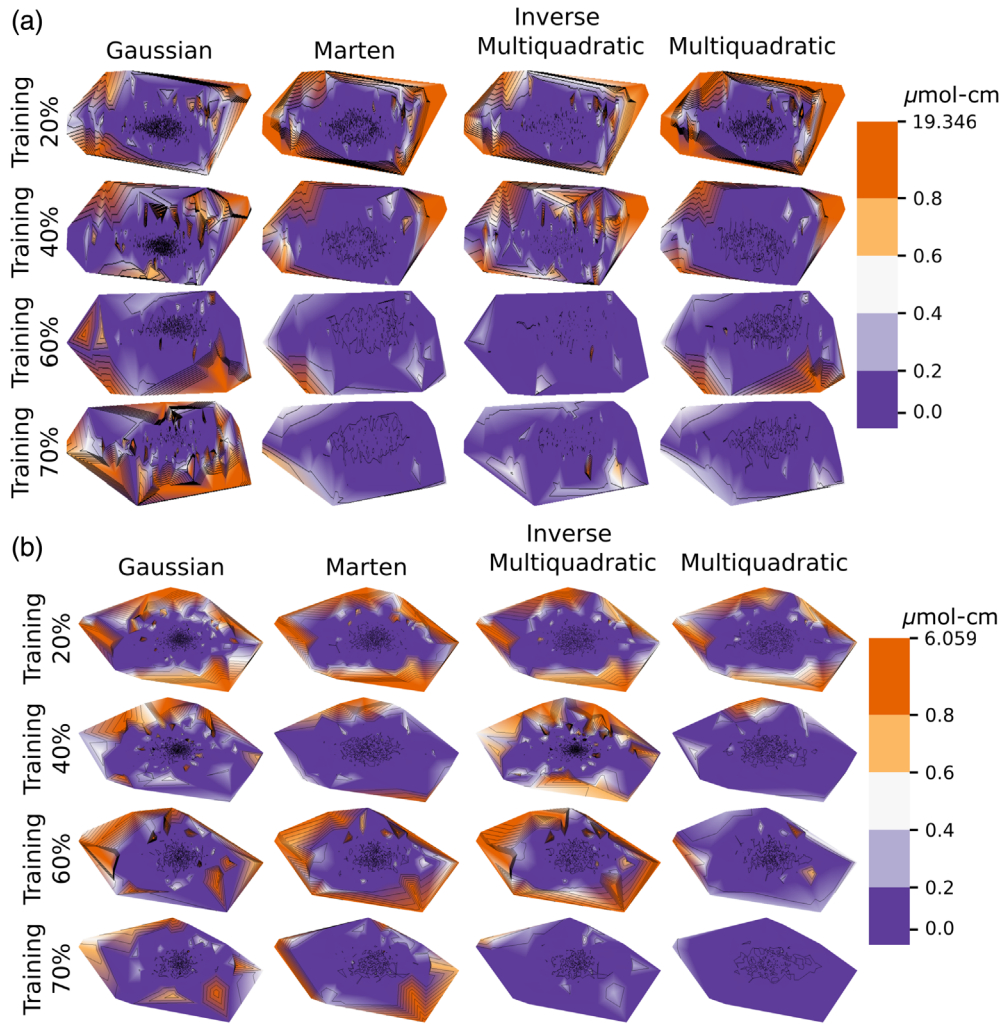 (a)
Gaussian
Marten
Inverse
Multiquadratic
Multiquadratic
Training
20%
Training
40%
Training
60%
Training
70%
μmol-cm
19.346
0.8
0.6
0.4
0.2
0.0
(b)
Gaussian
Marten
Inverse
Multiquadratic
Multiquadratic
Training
20%
Training
40%
Training
60%
Training
70%
μmol-cm
6.059
0.8
0.6
0.4
0.2
0.0